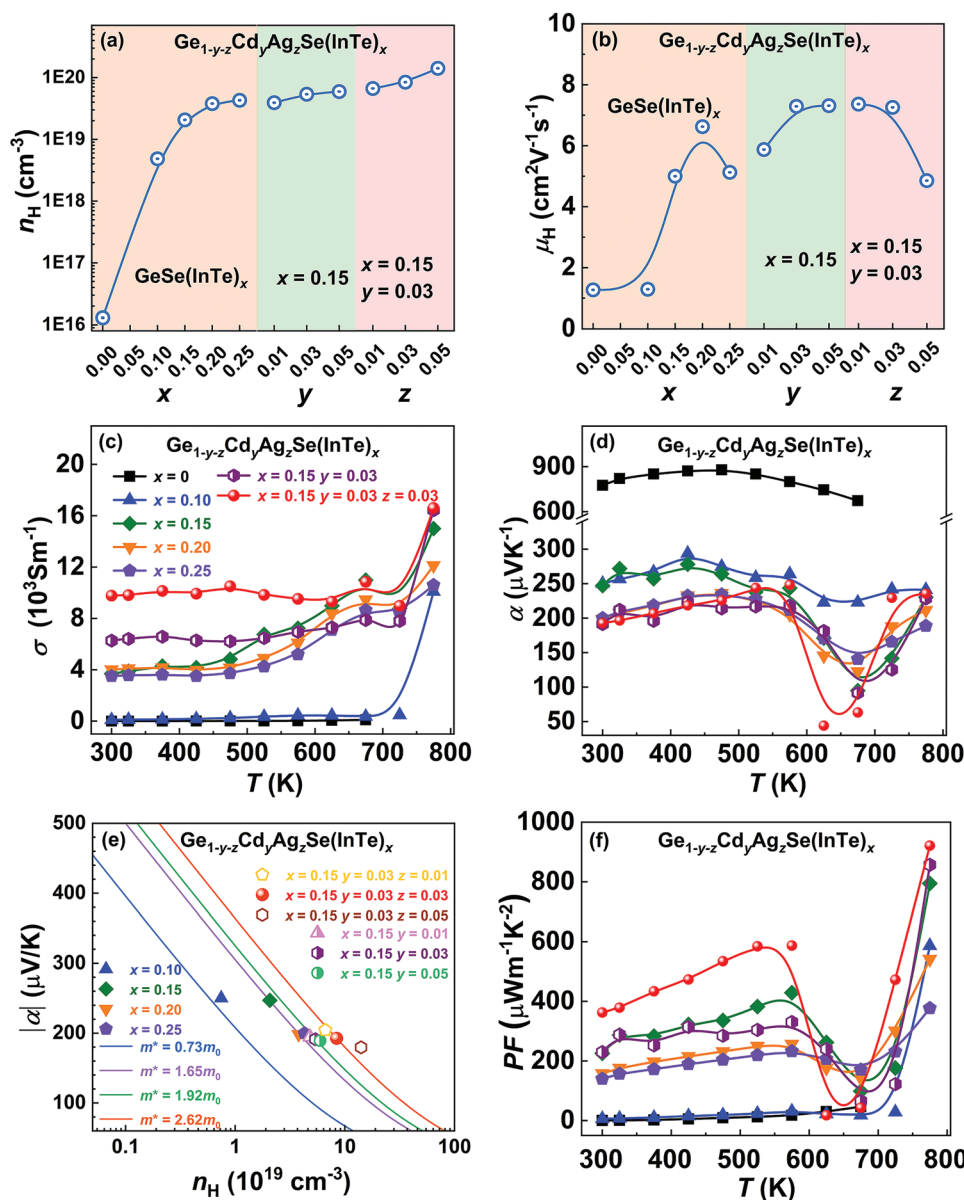 (a) Ge1-y-zCdyAgzSe(InTe)x
1E20
1E19
1E18
1E17
1E16
nH (cm-3)
GeSe(InTe)x
x = 0.15
x = 0.15
y = 0.03
0.00 0.05 0.10 0.15 0.20 0.25 0.01 0.03 0.05 0.01 0.03 0.05
x y z
(b) Ge1-y-zCdyAgzSe(InTe)x
10
8
6
4
2
0
μH (cm2V-1s-1)
GeSe(InTe)x
x = 0.15
x = 0.15
y = 0.03
0.00 0.05 0.10 0.15 0.20 0.25 0.01 0.03 0.05 0.01 0.03 0.05
x y z
(c) Ge1-y-zCdyAgzSe(InTe)x
20
16
12
8
4
0
σ (103Sm-1)
x = 0
x = 0.10
x = 0.15
x = 0.20
x = 0.25
x = 0.15 y = 0.03
x = 0.15 y = 0.03 z = 0.03
300 400 500 600 700 800
T (K)
(d) Ge1-y-zCdyAgzSe(InTe)x
900
600
300
250
200
150
100
50
α (μVK-1)
300 400 500 600 700 800
T (K)
(e) Ge1-y-zCdyAgzSe(InTe)x
500
400
300
200
100
|α| (μV/K)
x = 0.15 y = 0.03 z = 0.01
x = 0.15 y = 0.03 z = 0.03
x = 0.15 y = 0.03 z = 0.05
x = 0.15 y = 0.01
x = 0.15 y = 0.03
x = 0.15 y = 0.05
x = 0.10
x = 0.15
x = 0.20
x = 0.25
m* = 0.73m0
m* = 1.65m0
m* = 1.92m0
m* = 2.62m0
0.1 1 10 100
nH (1019 cm-3)
(f) Ge1-y-zCdyAgzSe(InTe)x
1000
800
600
400
200
0
PF (μWm-1K-2)
300 400 500 600 700 800
T (K)